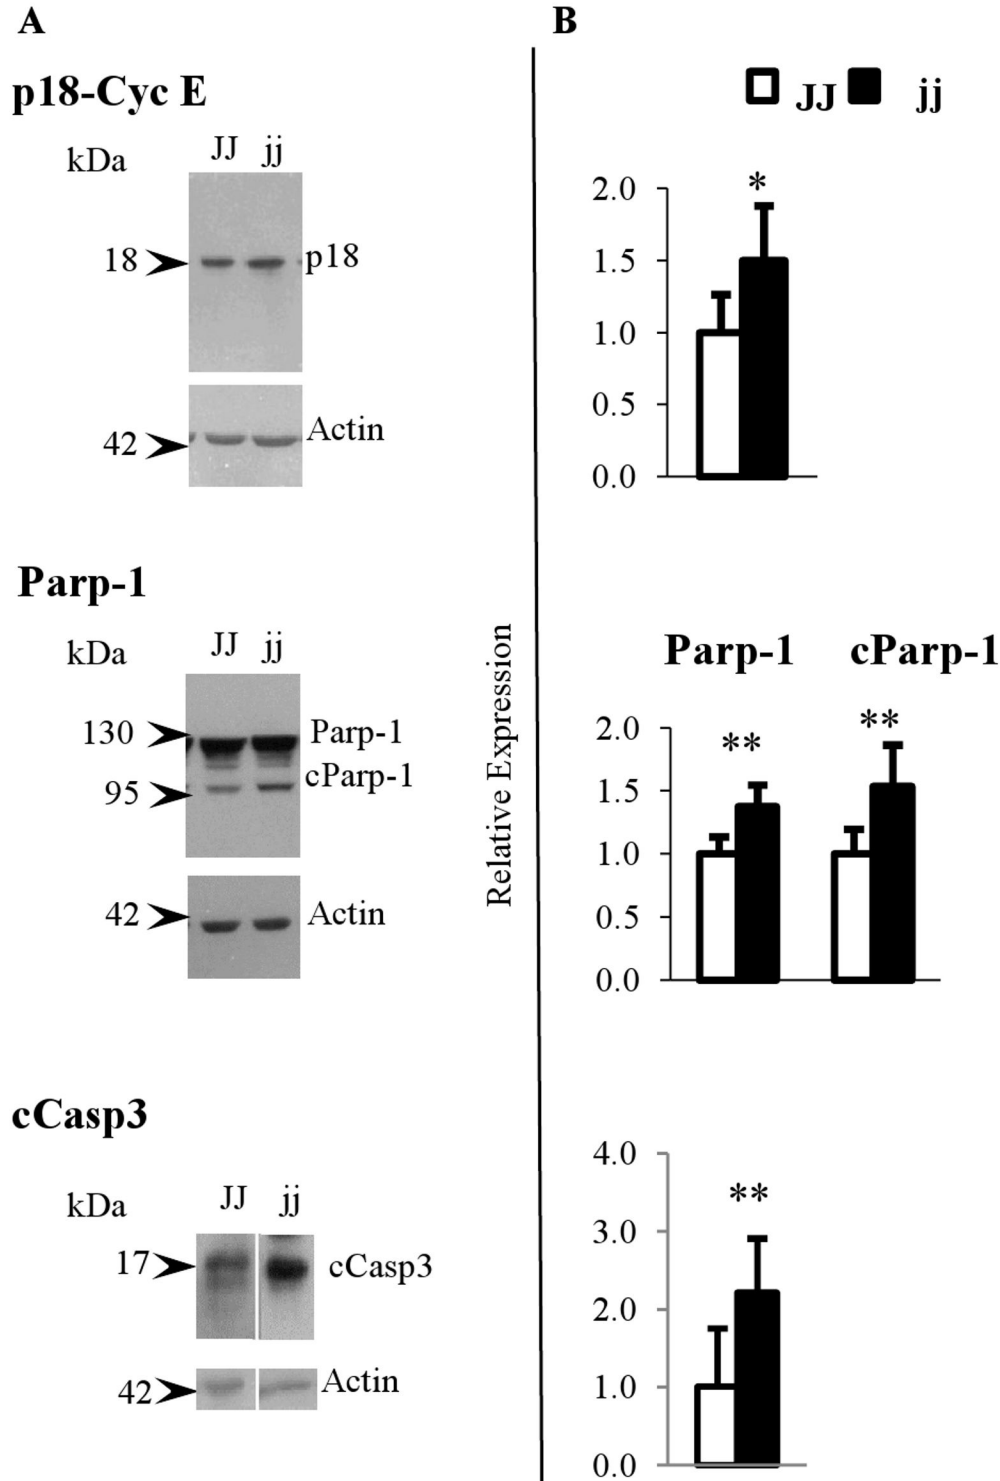 A
p18-Cyc E
kDa
JJ jj
18
p18
42
Actin
Parp-1
kDa
JJ jj
130
Parp-1
cParp-1
95
42
Actin
cCasp3
kDa
JJ jj
17
cCasp3
42
Actin
B
JJ jj
Relative Expression
*
2.0
1.5
1.0
0.5
0.0
Parp-1 cParp-1
** **
2.0
1.5
1.0
0.5
0.0
**
4.0
3.0
2.0
1.0
0.0